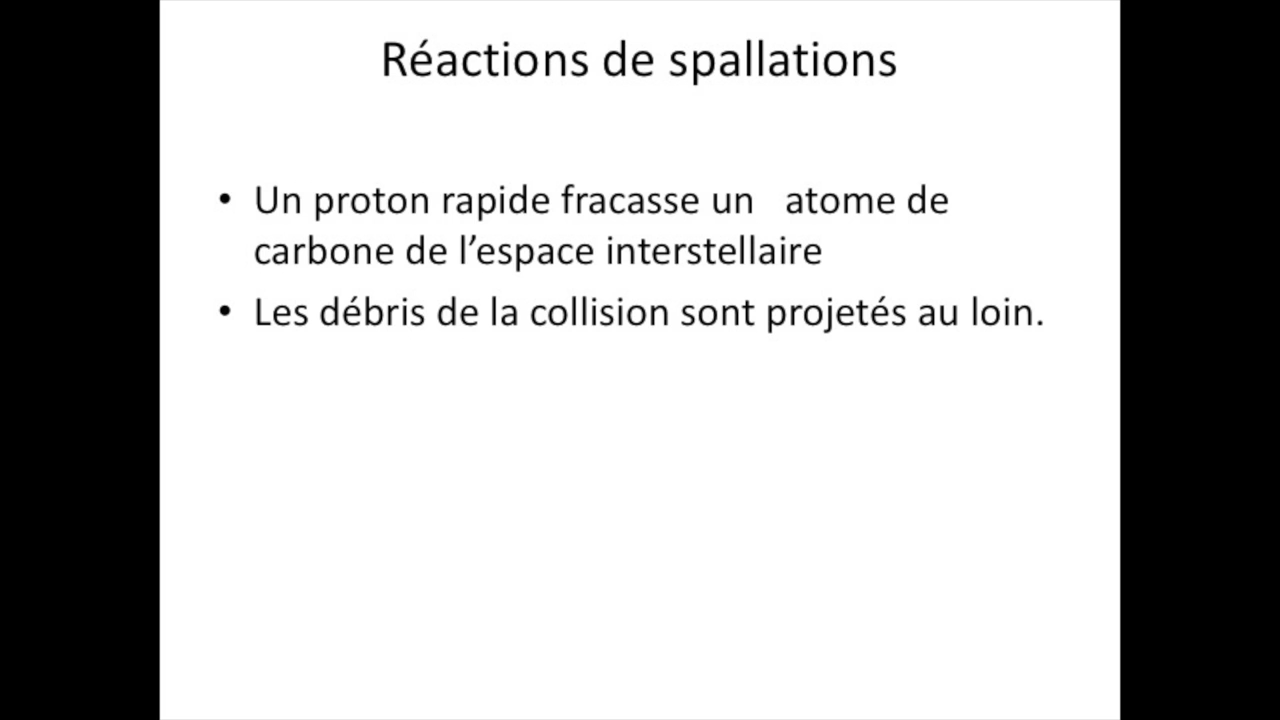 Réactions de spallations
• Un proton rapide fracasse un   atome de
carbone de l’espace interstellaire
• Les débris de la collision sont projetés au loin.